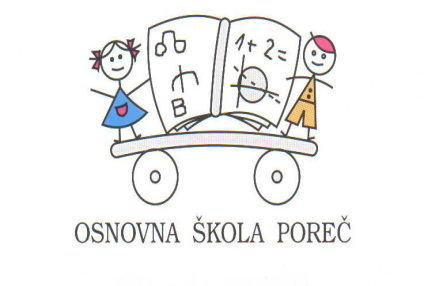 1+2=
B
OSNOVNA ŠKOLA POREČ